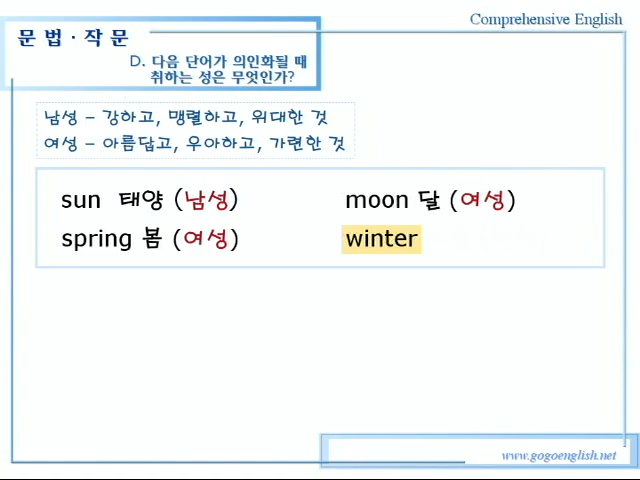 Comprehensive English
문 법 · 작 문
D. 다음 단어가 의인화될 때
취하는 성은 무엇인가?
남성 – 강하고, 맹렬하고, 위대한 것
여성 – 아름답고, 우아하고, 가련한 것
sun 태양 (남성) moon 달 (여성)
spring 봄 (여성) winter
www.gogoenglish.net